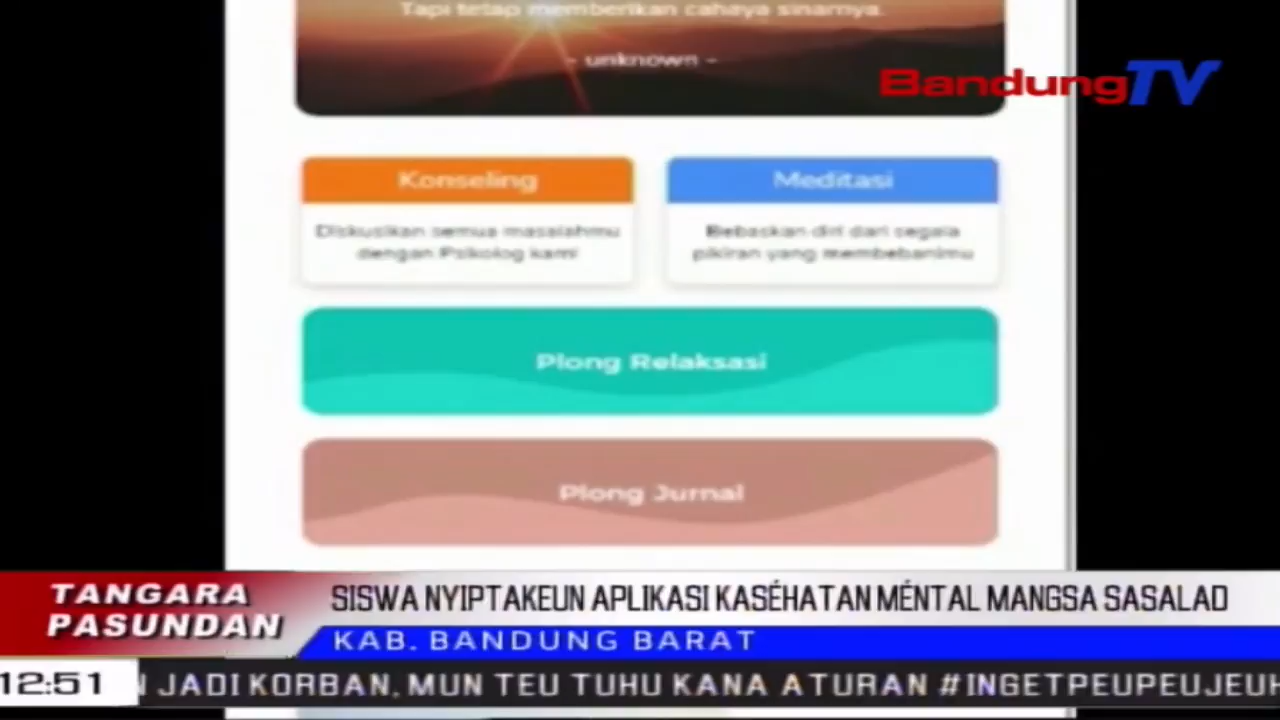 Tapi tetap memberikan cahaya sinarnya.
- unknown -
BandungTV
Konseling
Diskusikan semua masalahmu
dengan Psikolog kami
Meditasi
Bebaskan diri dari segala
pikiran yang membebanimu
Plong Relaksasi
Plong Jurnal
TANGARA
PASUNDAN
SISWA NYIPTAKEUN APLIKASI KASÉHATAN MÉNTAL MANGSA SASALAD
KAB. BANDUNG BARAT
12:51
N JADI KORBAN, MUN TEU TUHU KANA ATURAN #INGETPEUPEUJEUH